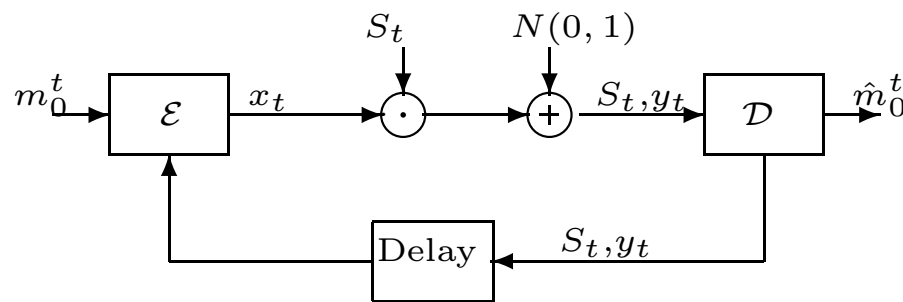 S_t
N(0, 1)
m_0^t
ℰ
x_t
·
+
S_t,y_t
𝒟
m̂_0^t
Delay
S_t,y_t